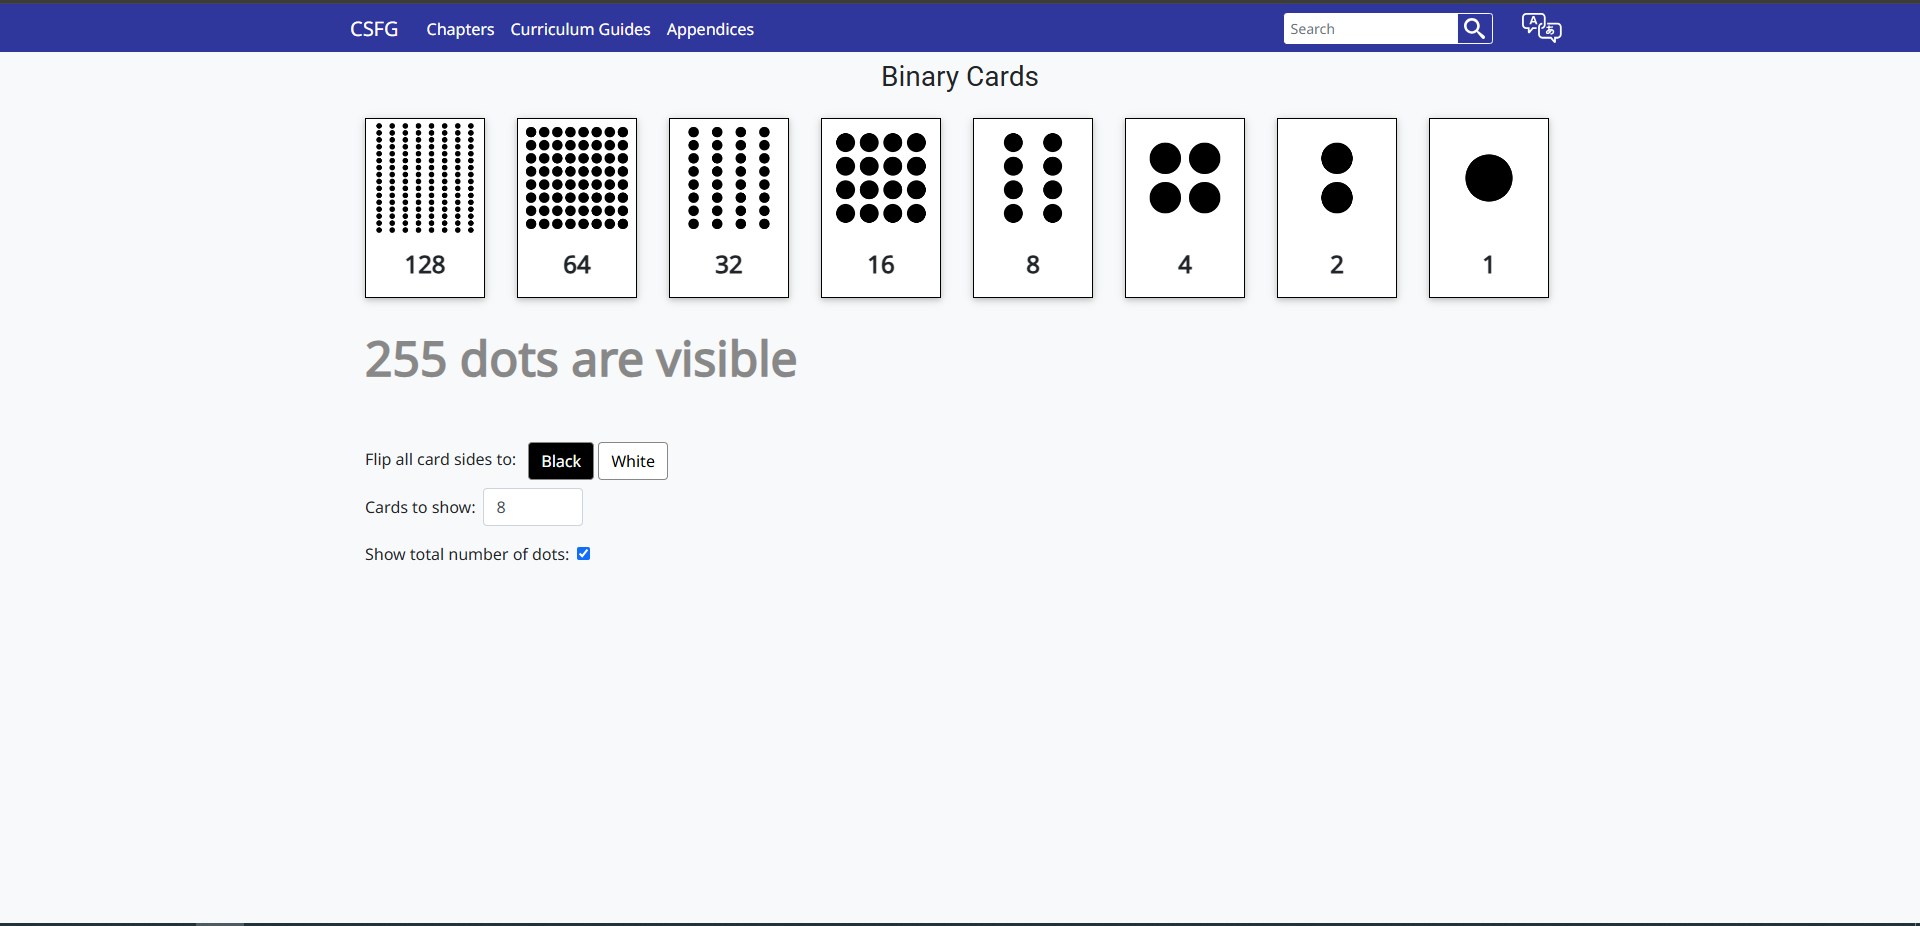 CSFG Chapters Curriculum Guides Appendices Search A あ
Binary Cards
128 64 32 16 8 4 2 1
255 dots are visible
Flip all card sides to: Black White
Cards to show: 8
Show total number of dots: